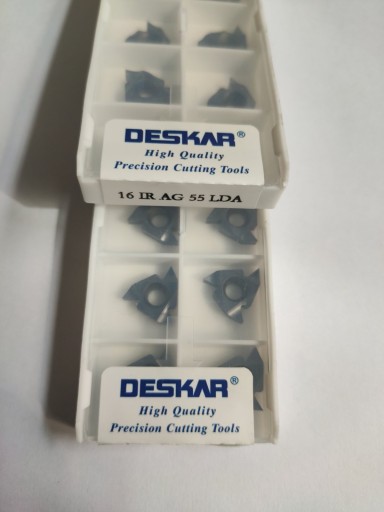 DESKAR®
High Quality
Precision Cutting Tools
16 IR AG 55 LDA
DESKAR®
High Quality
Precision Cutting Tools